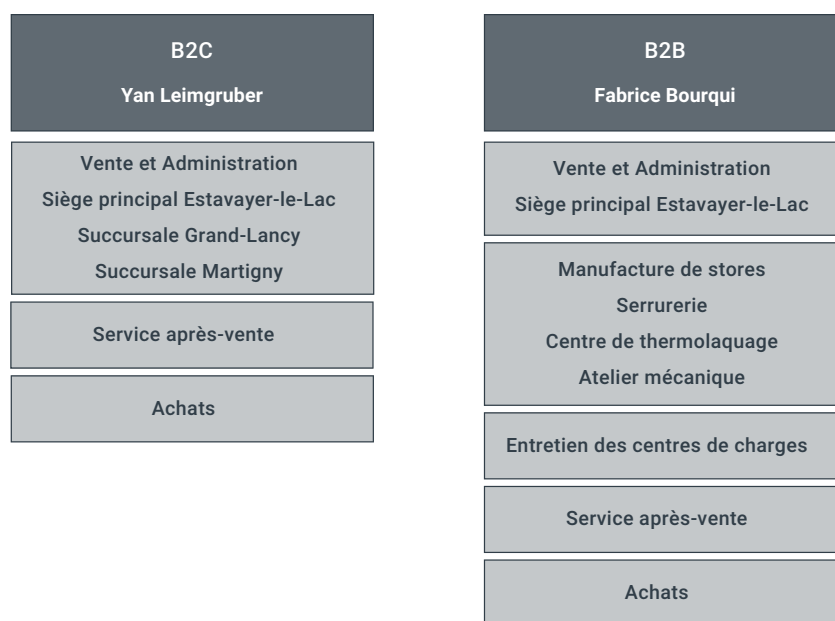 B2C
Yan Leimgruber
Vente et Administration
Siège principal Estavayer-le-Lac
Succursale Grand-Lancy
Succursale Martigny
Service après-vente
Achats
B2B
Fabrice Bourqui
Vente et Administration
Siège principal Estavayer-le-Lac
Manufacture de stores
Serrurerie
Centre de thermolaquage
Atelier mécanique
Entretien des centres de charges
Service après-vente
Achats